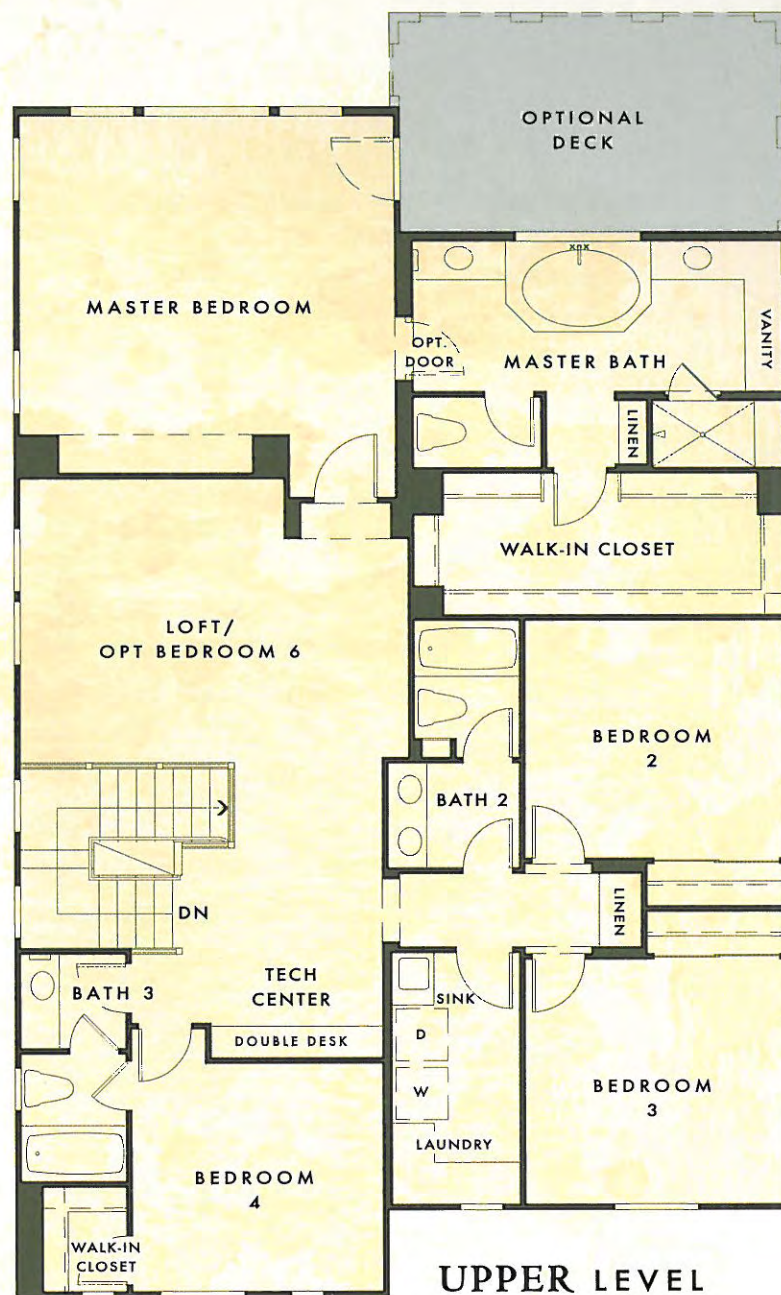 OPTIONAL
DECK
MASTER BEDROOM
OPT.
DOOR
MASTER BATH
VANITY
LINEN
WALK-IN CLOSET
LOFT/
OPT BEDROOM 6
BEDROOM
2
BATH 2
DN
LINEN
BATH 3
TECH
CENTER
DOUBLE DESK
SINK
D
W
LAUNDRY
BEDROOM
3
BEDROOM
4
WALK-IN
CLOSET
UPPER LEVEL